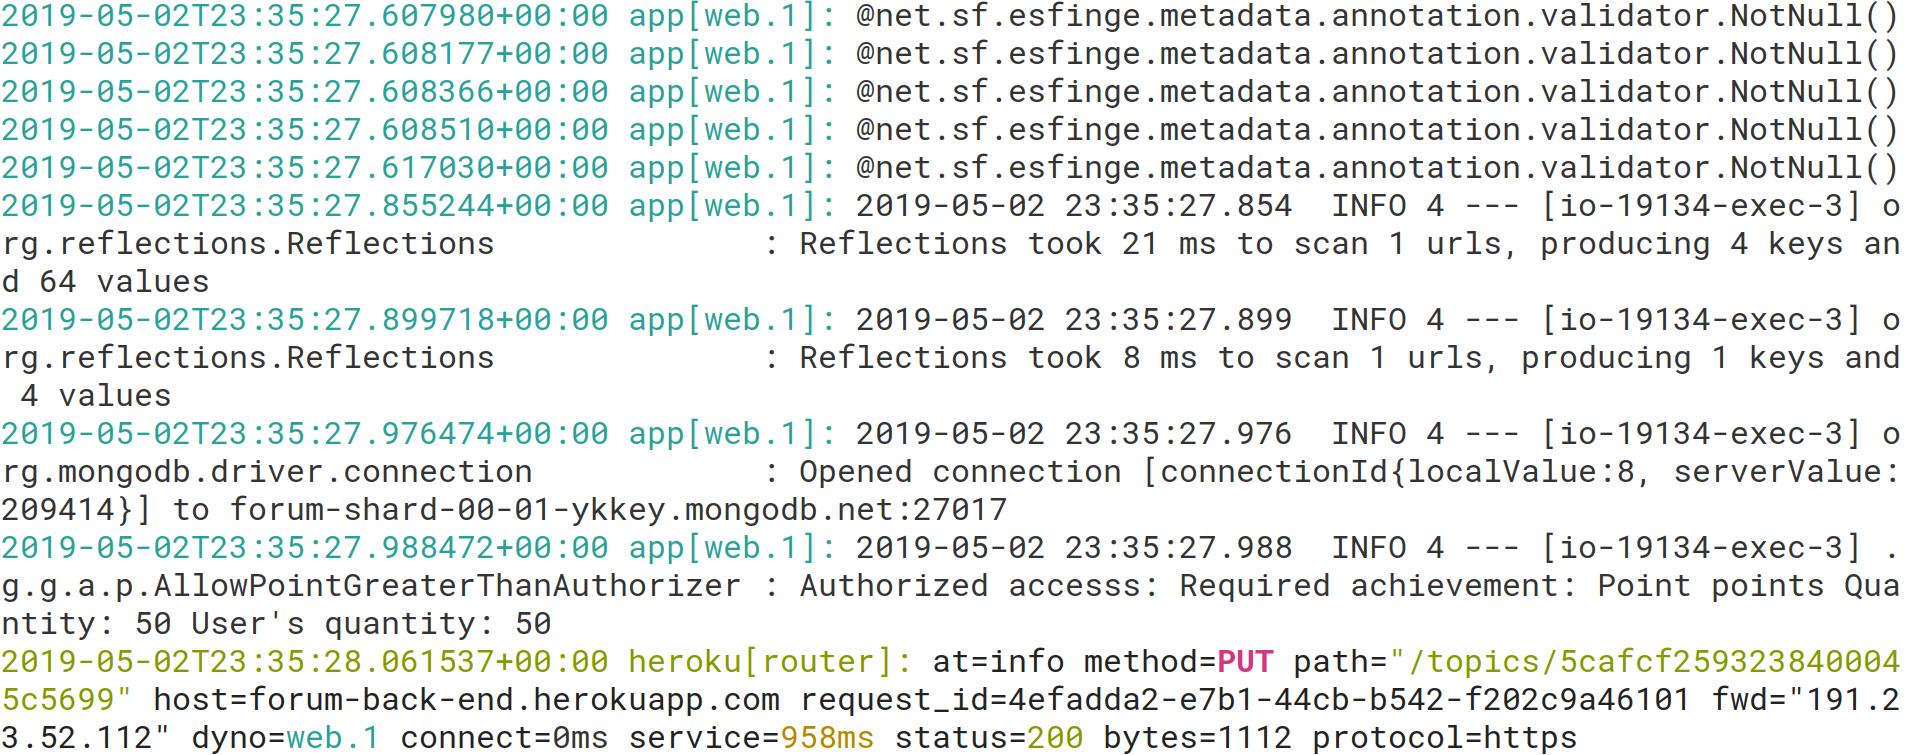 2019-05-02T23:35:27.607980+00:00 app[web.1]: @net.sf.esfinge.metadata.annotation.validator.NotNull()
2019-05-02T23:35:27.608177+00:00 app[web.1]: @net.sf.esfinge.metadata.annotation.validator.NotNull()
2019-05-02T23:35:27.608366+00:00 app[web.1]: @net.sf.esfinge.metadata.annotation.validator.NotNull()
2019-05-02T23:35:27.608510+00:00 app[web.1]: @net.sf.esfinge.metadata.annotation.validator.NotNull()
2019-05-02T23:35:27.617030+00:00 app[web.1]: @net.sf.esfinge.metadata.annotation.validator.NotNull()
2019-05-02T23:35:27.855244+00:00 app[web.1]: 2019-05-02 23:35:27.854  INFO 4 --- [io-19134-exec-3] o
rg.reflections.Reflections              : Reflections took 21 ms to scan 1 urls, producing 4 keys an
d 64 values
2019-05-02T23:35:27.899718+00:00 app[web.1]: 2019-05-02 23:35:27.899  INFO 4 --- [io-19134-exec-3] o
rg.reflections.Reflections              : Reflections took 8 ms to scan 1 urls, producing 1 keys and
 4 values
2019-05-02T23:35:27.976474+00:00 app[web.1]: 2019-05-02 23:35:27.976  INFO 4 --- [io-19134-exec-3] o
rg.mongodb.driver.connection            : Opened connection [connectionId{localValue:8, serverValue:
209414}] to forum-shard-00-01-ykkey.mongodb.net:27017
2019-05-02T23:35:27.988472+00:00 app[web.1]: 2019-05-02 23:35:27.988  INFO 4 --- [io-19134-exec-3] .
g.g.a.p.AllowPointGreaterThanAuthorizer : Authorized accesss: Required achievement: Point points Qua
ntity: 50 User's quantity: 50
2019-05-02T23:35:28.061537+00:00 heroku[router]: at=info method=PUT path="/topics/5cafcf259323840004
5c5699" host=forum-back-end.herokuapp.com request_id=4efadda2-e7b1-44cb-b542-f202c9a46101 fwd="191.2
3.52.112" dyno=web.1 connect=0ms service=958ms status=200 bytes=1112 protocol=https